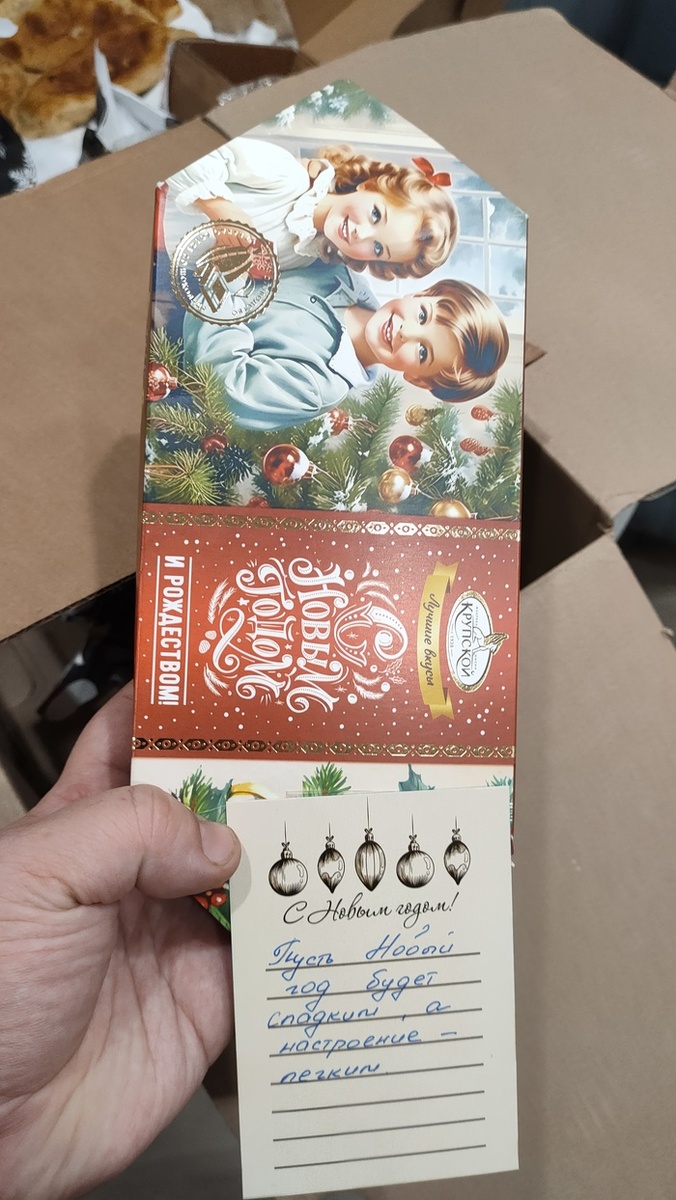 КРУПСКОЙ
Лучшие вкусы
С
НОВЫМ
ГОДОМ
И РОЖДЕСТВОМ!
С Новым годом!
Пусть Новый
год будет
сладким, а
настроение –
легким.